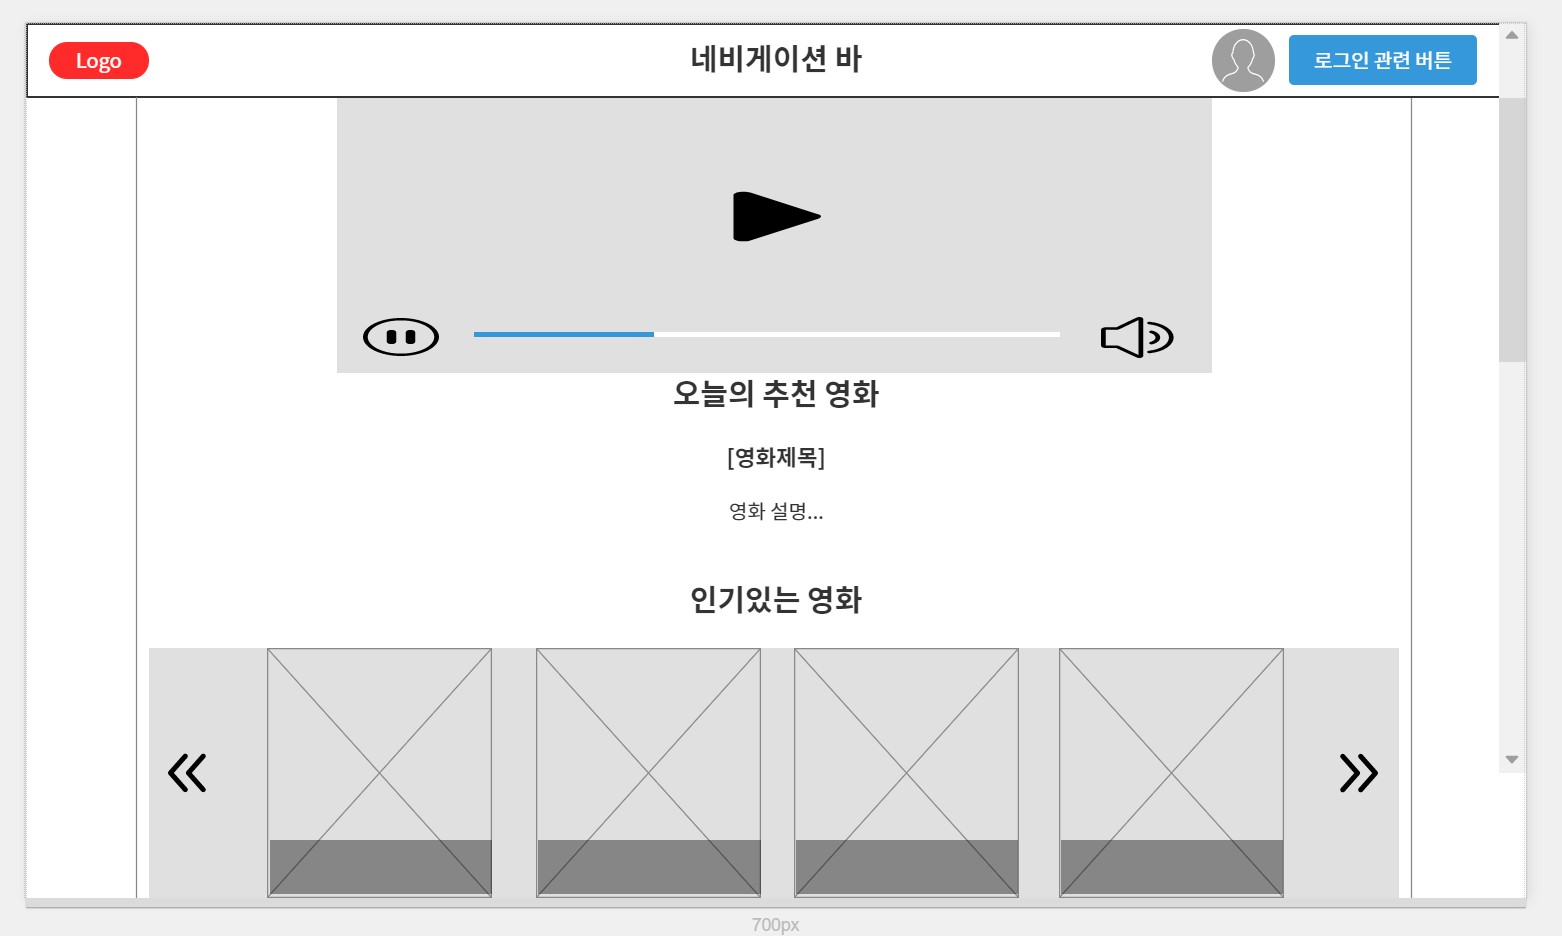 Logo
네비게이션 바
로그인 관련 버튼
오늘의 추천 영화
[영화제목]
영화 설명...
인기있는 영화
700px